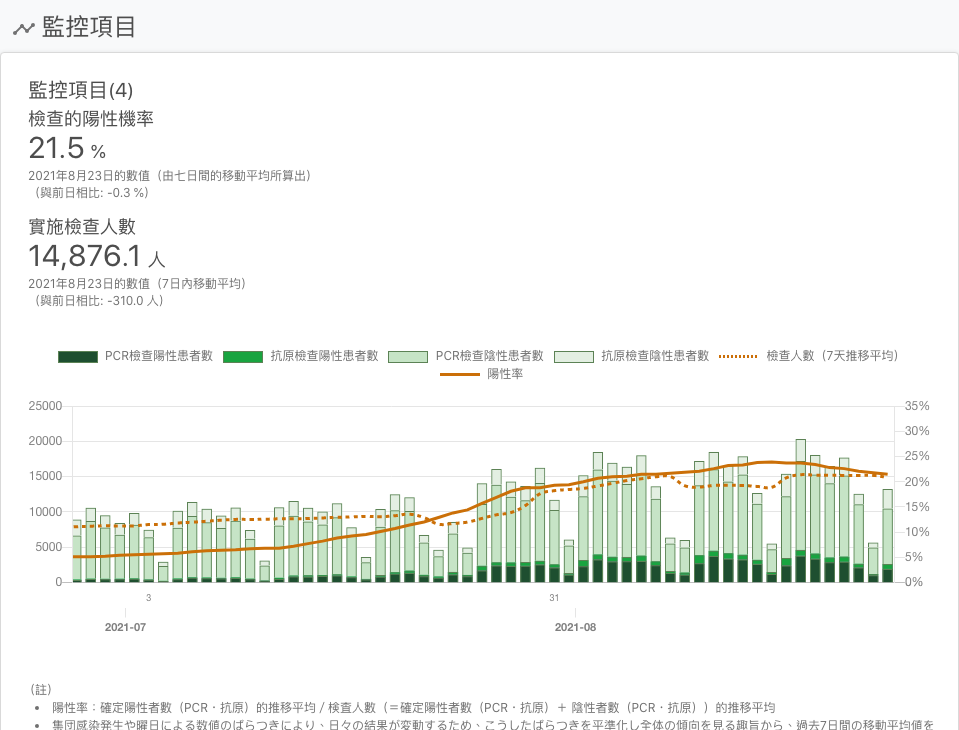 監控項目
監控項目(4)
檢查的陽性機率
21.5 %
2021年8月23日的數值（由七日間的移動平均所算出）
（與前日相比: -0.3 %）
實施檢查人數
14,876.1 人
2021年8月23日的數值（7日內移動平均）
（與前日相比: -310.0 人）
PCR檢查陽性患者數 抗原檢查陽性患者數 PCR檢查陰性患者數 抗原檢查陰性患者數 檢查人數（7天推移平均）
陽性率
25000 35%
30%
20000
25%
15000 20%
15%
10000
10%
5000 5%
0 0%
3 31
2021-07 2021-08
（註）
• 陽性率：確定陽性者數（PCR・抗原）的推移平均 / 検査人數（＝確定陽性者數（PCR・抗原）＋ 陰性者數（PCR・抗原））的推移平均
• 集団感染発生や曜日による数値のばらつきにより、日々の結果が変動するため、こうしたばらつきを平準化し全体の傾向を見る趣旨から、過去7日間の移動平均値を